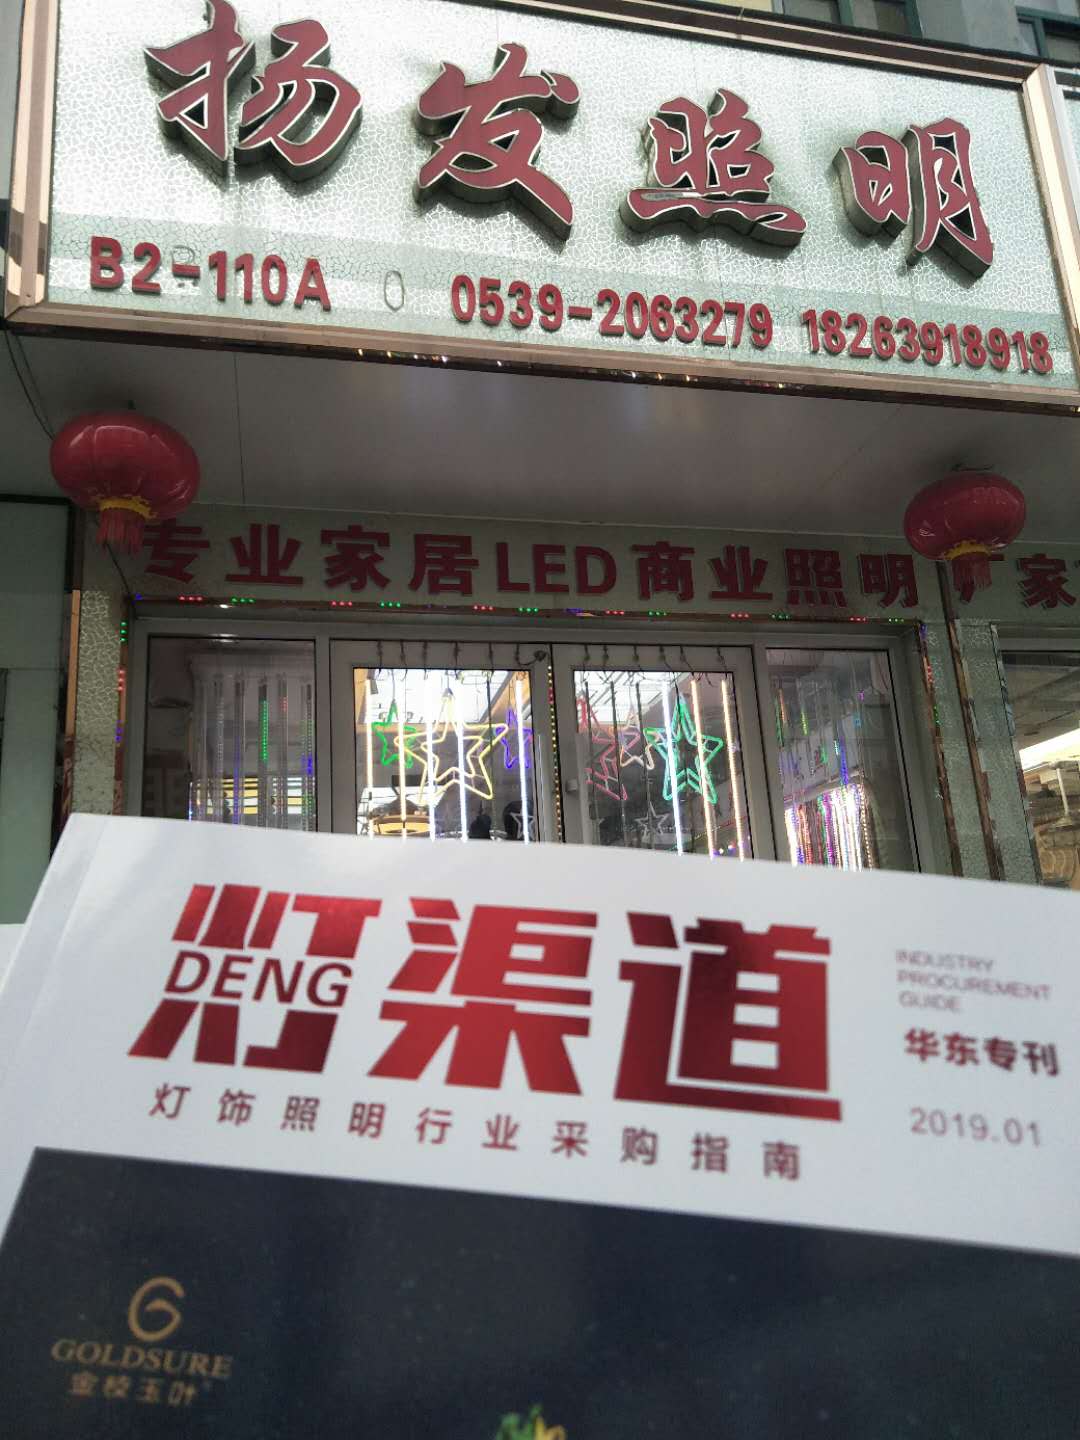 扬发照明
B2-110A 0539-2063279 18263918918
专业家居LED商业照明
厂家
灯渠道
DENG
INDUSTRY
PROCUREMENT
GUIDE
华东专刊
2019.01
灯饰照明行业采购指南
GOLDSURE
金枝玉叶